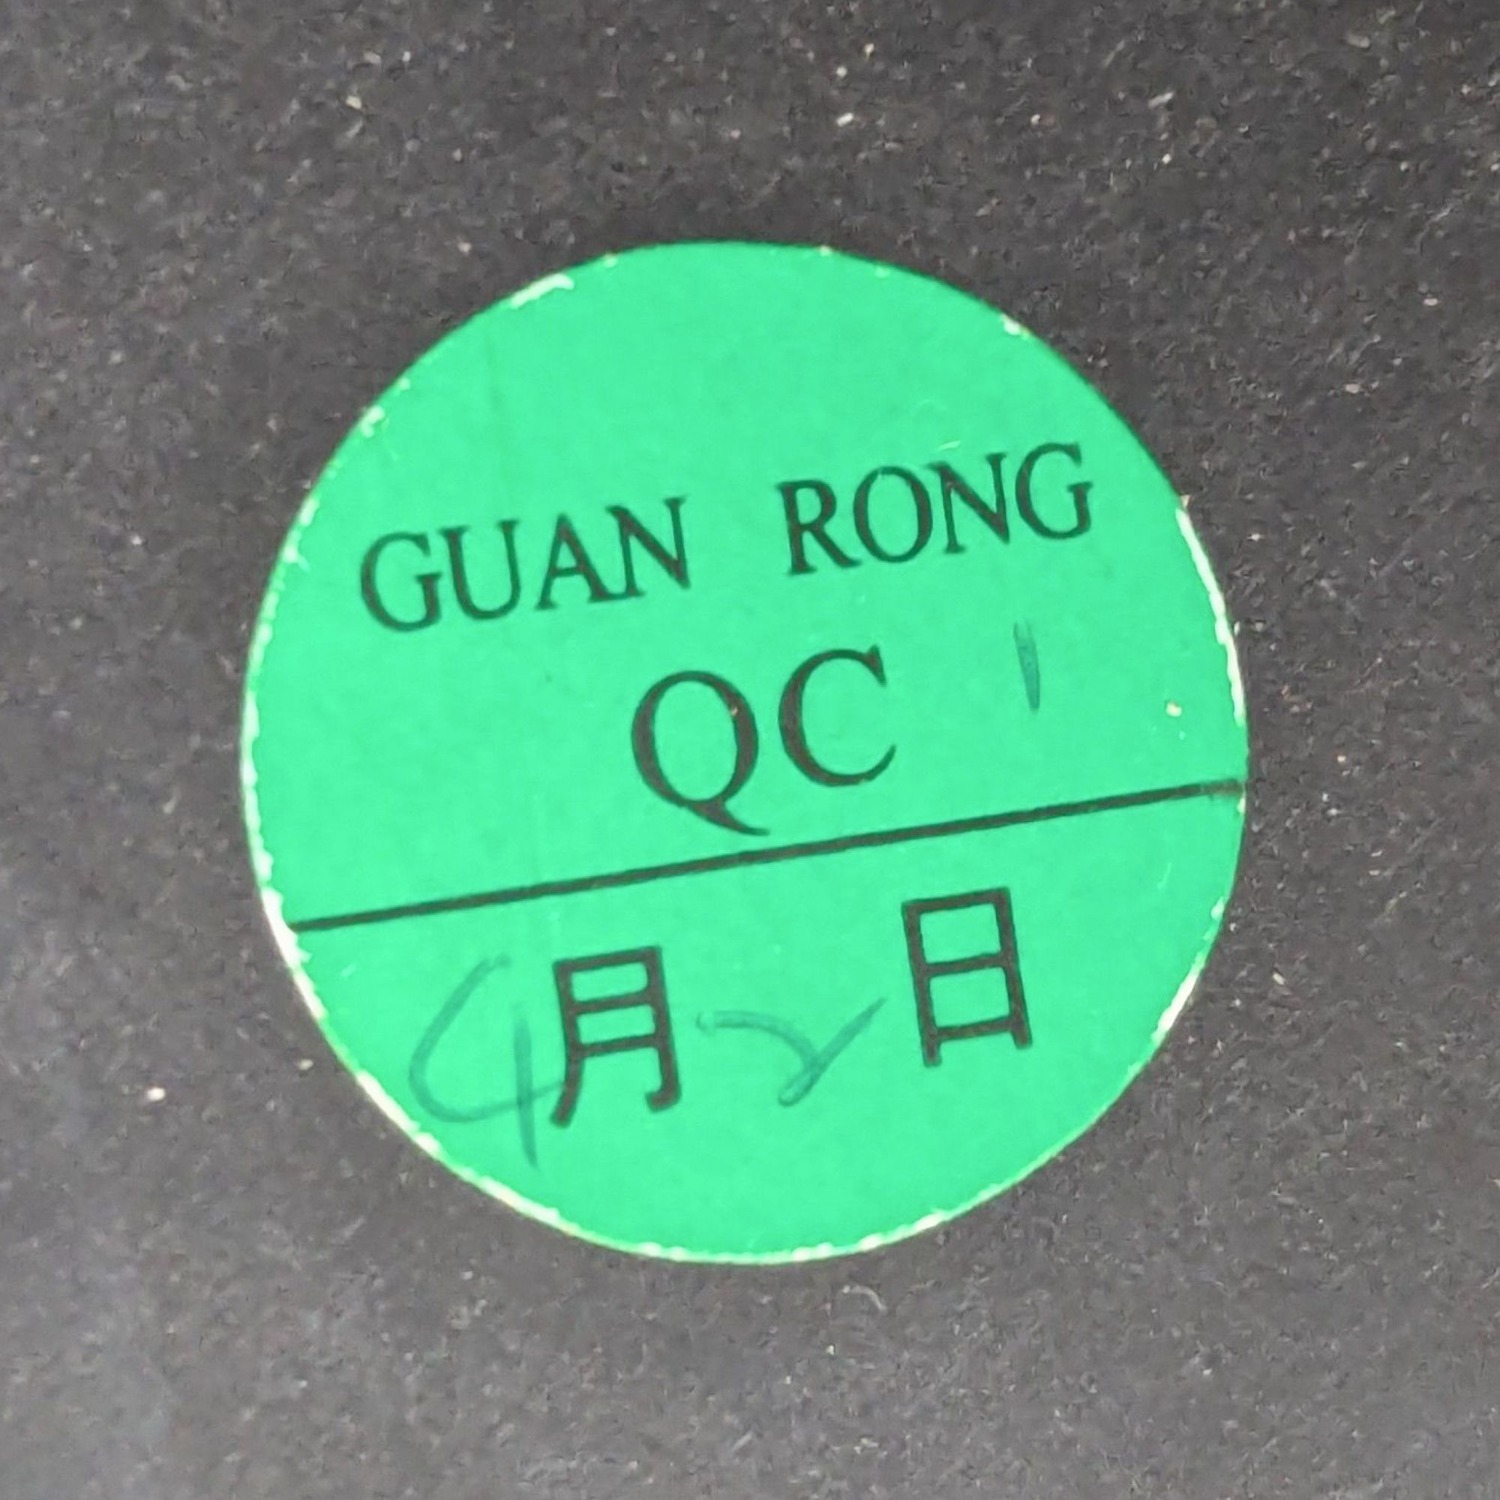 GUAN RONG
QC 1
4月2日